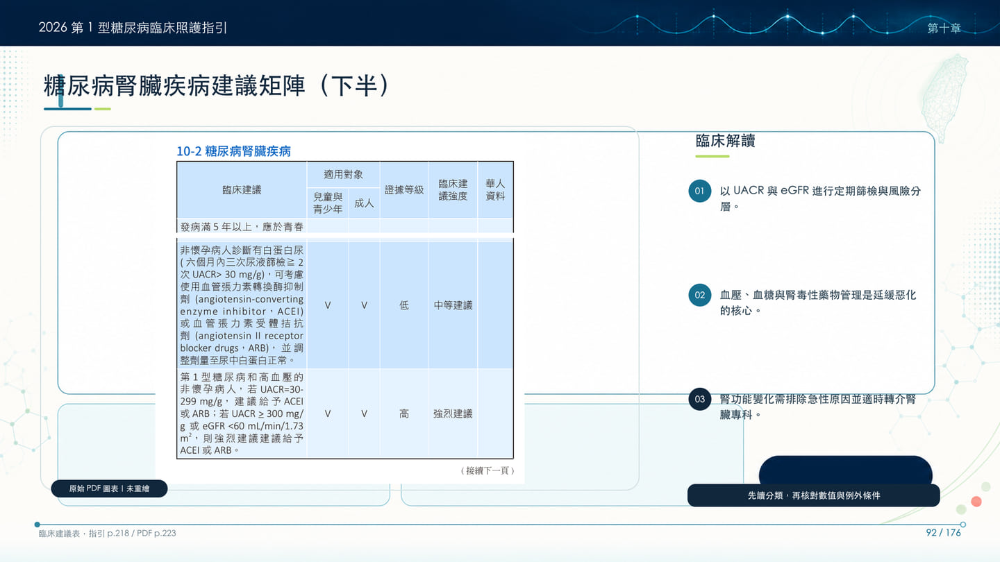 2026 第 1 型糖尿病臨床照護指引
第十章
糖尿病腎臟疾病建議矩陣（下半）
10-2 糖尿病腎臟疾病
臨床建議
適用對象
兒童與
青少年
成人
證據等級
臨床建
議強度
華人
資料
發病滿 5 年以上，應於青春
非懷孕病人診斷有白蛋白尿
( 六個月內三次尿液篩檢≧ 2
次 UACR> 30 mg/g)，可考慮
使用血管張力素轉換酶抑制
劑 (angiotensin-converting
enzyme inhibitor，ACEI)
或血管張力素受體拮抗
劑 (angiotensin II receptor
blocker drugs，ARB)，並調
整劑量至尿中白蛋白正常。
V
V
低
中等建議
第 1 型糖尿病和高血壓的
非懷孕病人，若 UACR=30-
299 mg/g，建議給予 ACEI
或 ARB；若 UACR ≥ 300 mg/
g 或 eGFR <60 mL/min/1.73
m²，則強烈建議建議給予
ACEI 或 ARB。
V
V
高
強烈建議
（接續下一頁）
原始 PDF 圖表｜未重繪
臨床解讀
01
以 UACR 與 eGFR 進行定期篩檢與風險分
層。
02
血壓、血糖與腎毒性藥物管理是延緩惡化
的核心。
03
腎功能變化需排除急性原因並適時轉介腎
臟專科。
先讀分類，再核對數值與例外條件
臨床建議表，指引 p.218 / PDF p.223
92 / 176